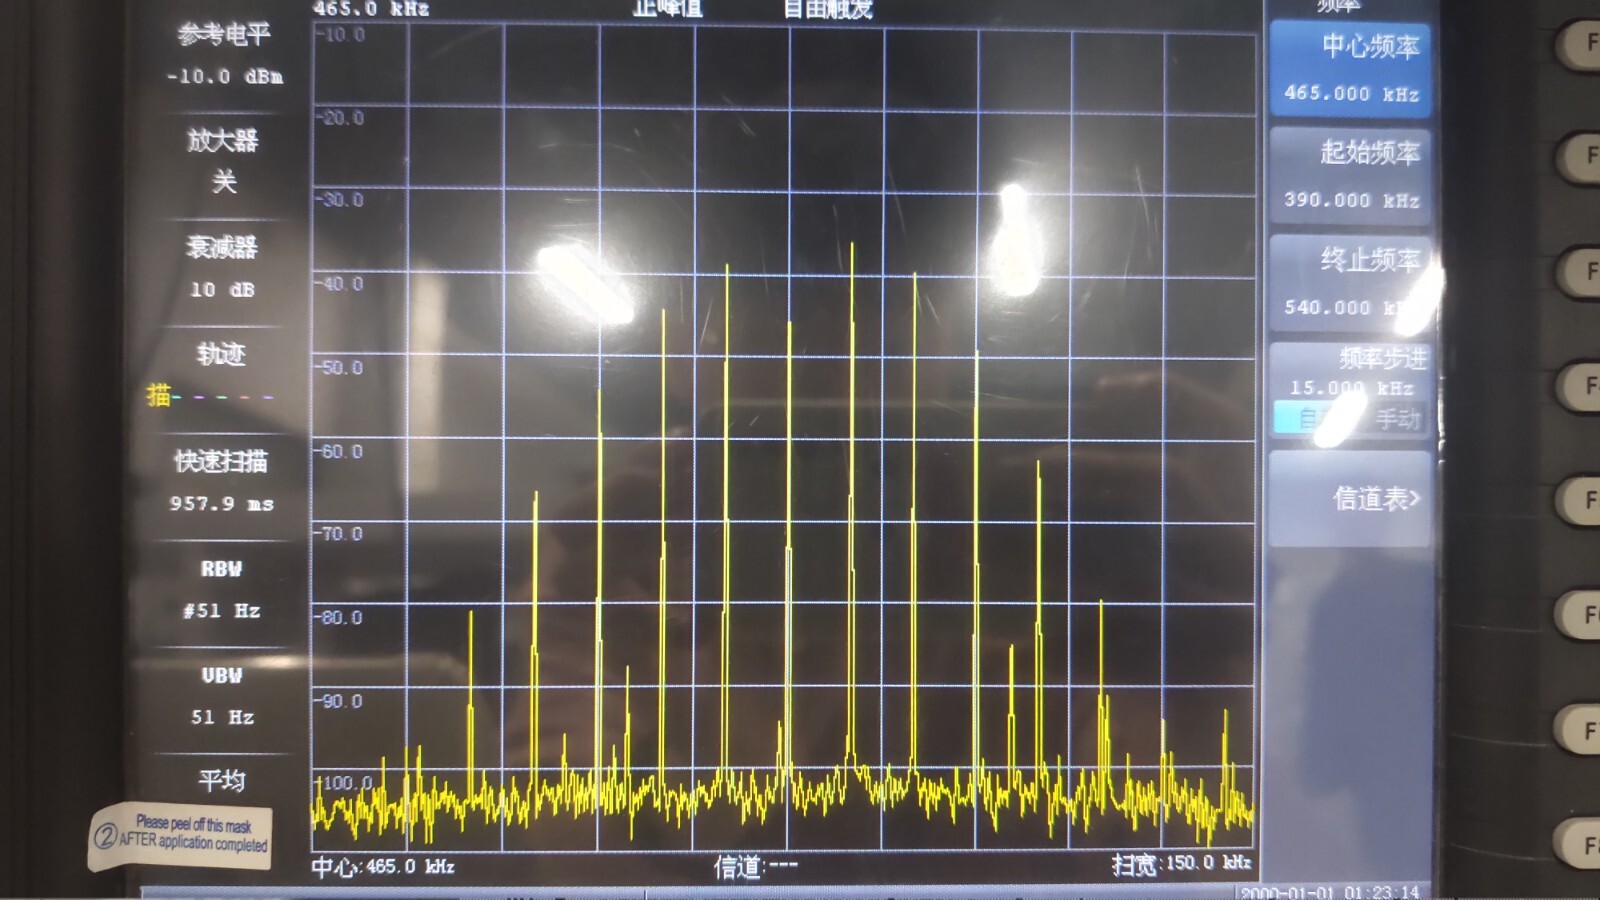 465.0 kHz
正峰值
自由触发
频率
参考电平
-10.0 dBm
放大器
关
衰减器
10 dB
轨迹
描
快速扫描
957.9 ms
RBW
#51 Hz
VBW
51 Hz
平均
-10.0
-20.0
-30.0
-40.0
-50.0
-60.0
-70.0
-80.0
-90.0
-100.0
中心:465.0 kHz
信道:---
扫宽:150.0 kHz
中心频率
465.000 kHz
起始频率
390.000 kHz
终止频率
540.000 kHz
频率步进
15.000 kHz
手动
信道表>
2000-01-01 01:23:14
② Please peel off this mask
AFTER application completed
F
F
F
F
F
F
F
F